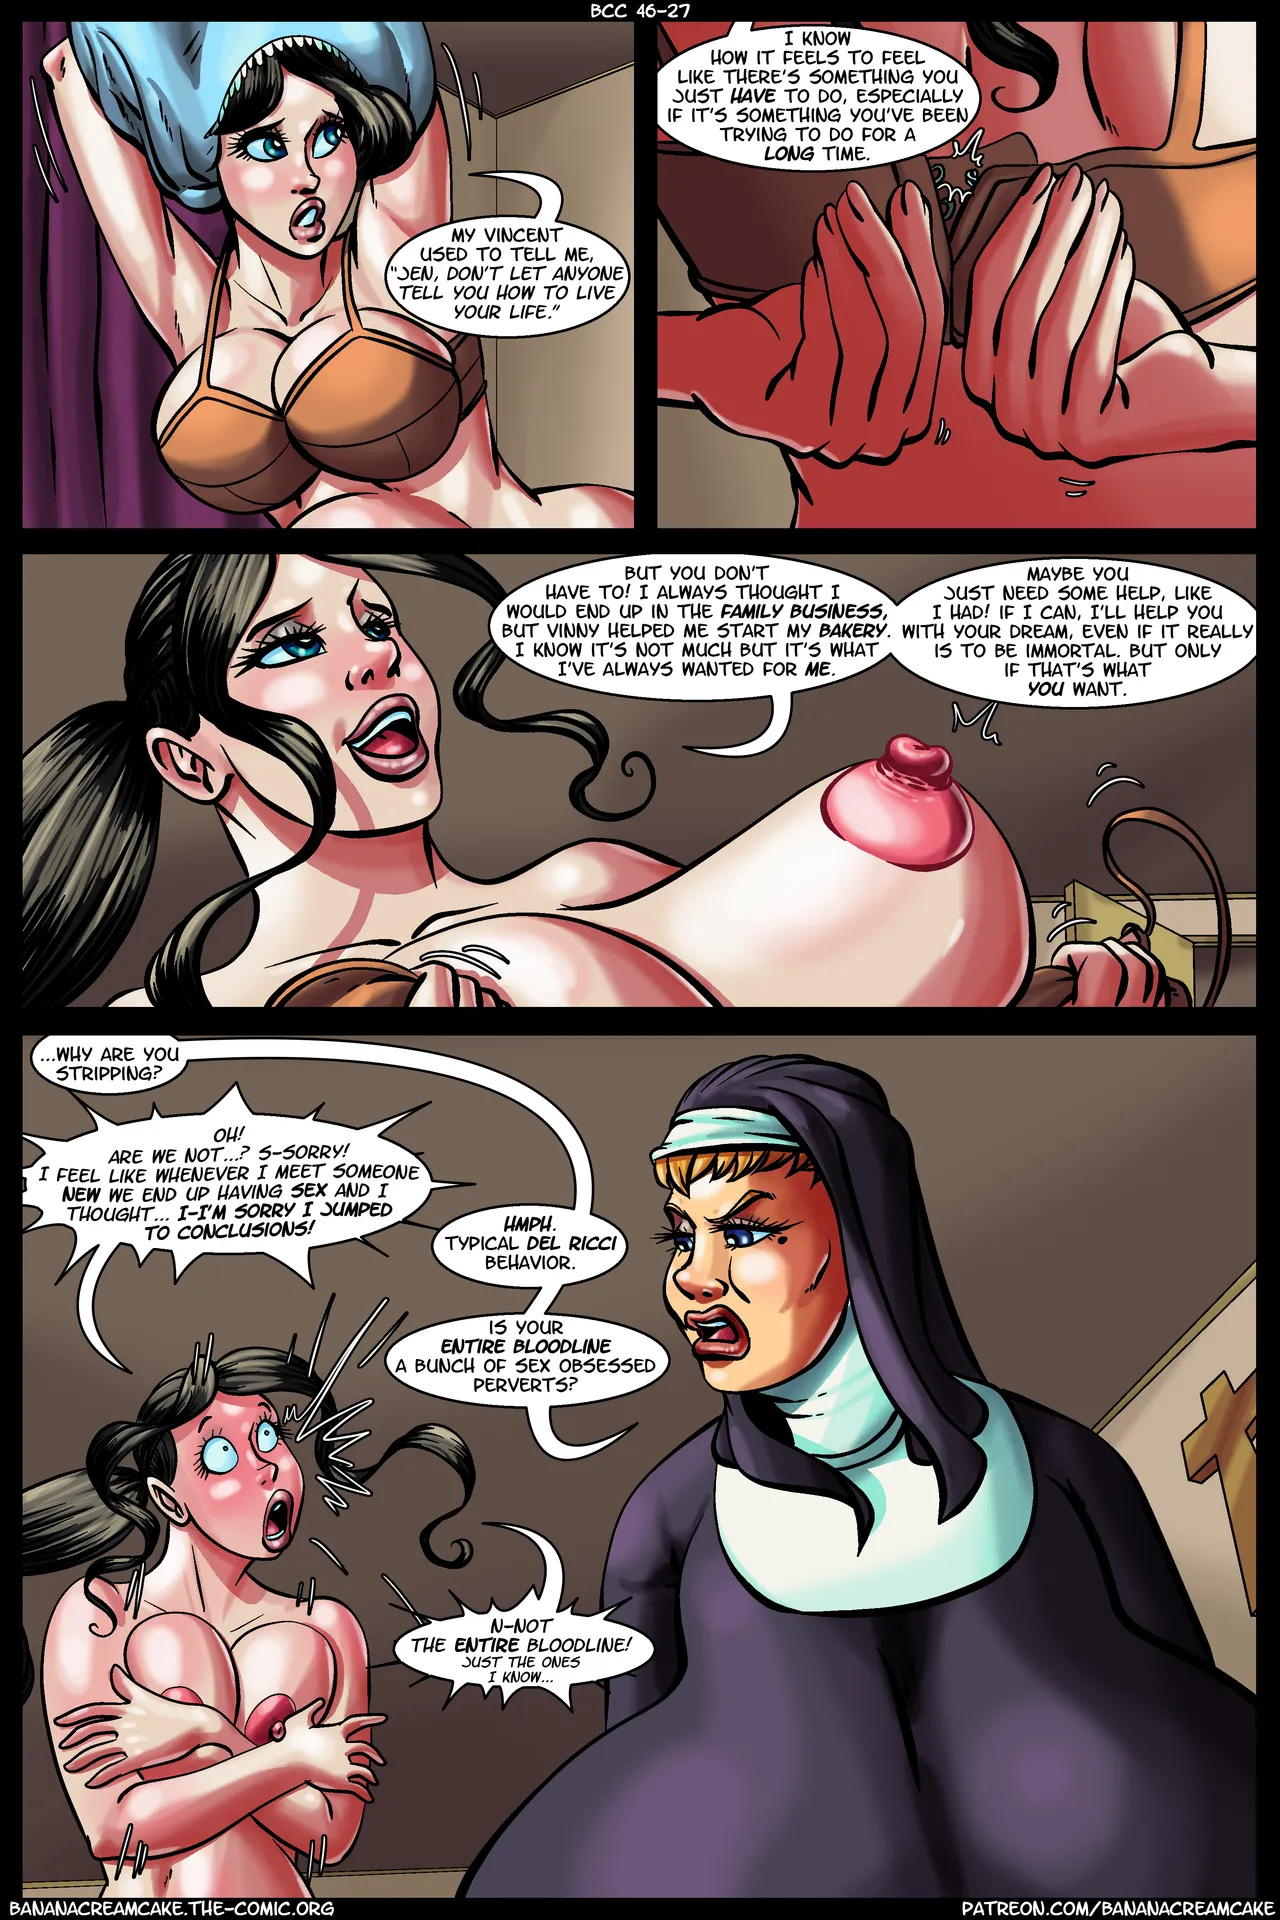 BCC 46-27
MY VINCENT
USED TO TELL ME,
"JEN, DON'T LET ANYONE
TELL YOU HOW TO LIVE
YOUR LIFE."
I KNOW
HOW IT FEELS TO FEEL
LIKE THERE'S SOMETHING YOU
JUST HAVE TO DO, ESPECIALLY
IF IT'S SOMETHING YOU'VE BEEN
TRYING TO DO FOR A
LONG TIME.
BUT YOU DON'T
HAVE TO! I ALWAYS THOUGHT I
WOULD END UP IN THE FAMILY BUSINESS,
BUT VINNY HELPED ME START MY BAKERY.
I KNOW IT'S NOT MUCH BUT IT'S WHAT
I'VE ALWAYS WANTED FOR ME.
MAYBE YOU
JUST NEED SOME HELP, LIKE
I HAD! IF I CAN, I'LL HELP YOU
WITH YOUR DREAM, EVEN IF IT REALLY
IS TO BE IMMORTAL. BUT ONLY
IF THAT'S WHAT
YOU WANT.
...WHY ARE YOU
STRIPPING?
OH!
ARE WE NOT...? S-SORRY!
I FEEL LIKE WHENEVER I MEET SOMEONE
NEW WE END UP HAVING SEX AND I
THOUGHT... I-I'M SORRY I JUMPED
TO CONCLUSIONS!
HMPH.
TYPICAL DEL RICCI
BEHAVIOR.
IS YOUR
ENTIRE BLOODLINE
A BUNCH OF SEX OBSESSED
PERVERTS?
N-NOT
THE ENTIRE BLOODLINE!
JUST THE ONES
I KNOW...
BANANACREAMCAKE.THE-COMIC.ORG
PATREON.COM/BANANACREAMCAKE